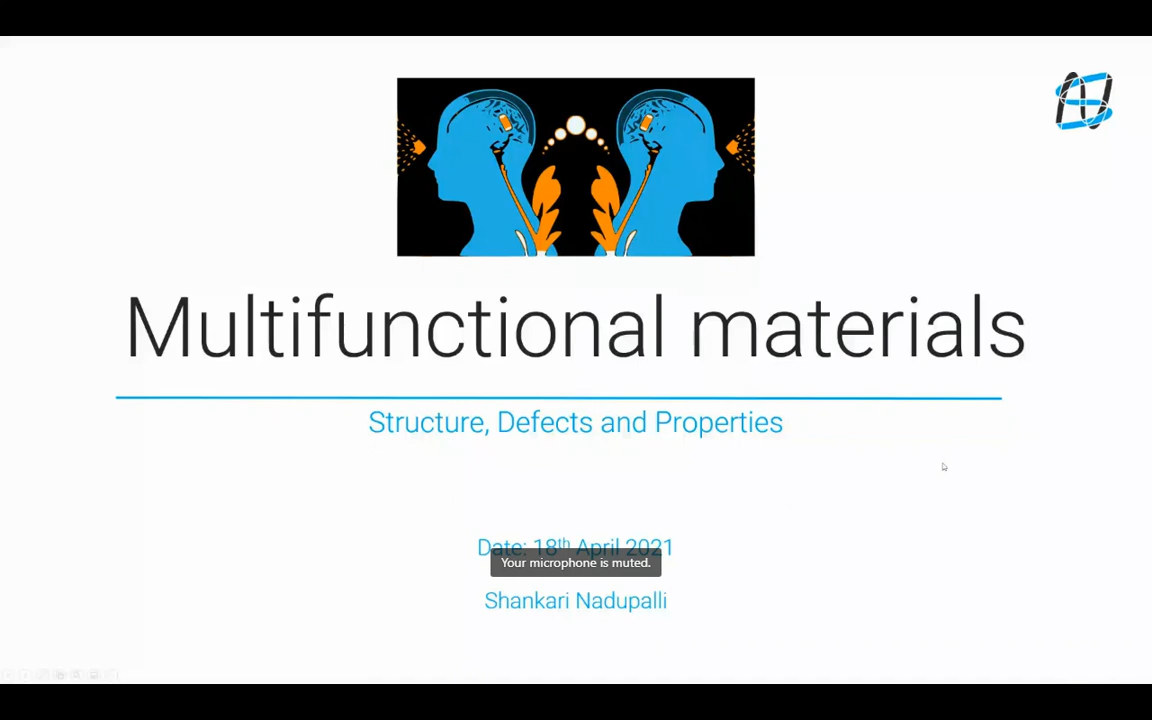 Multifunctional materials
Structure, Defects and Properties
Date: 18th April 2021
Your microphone is muted.
Shankari Nadupalli